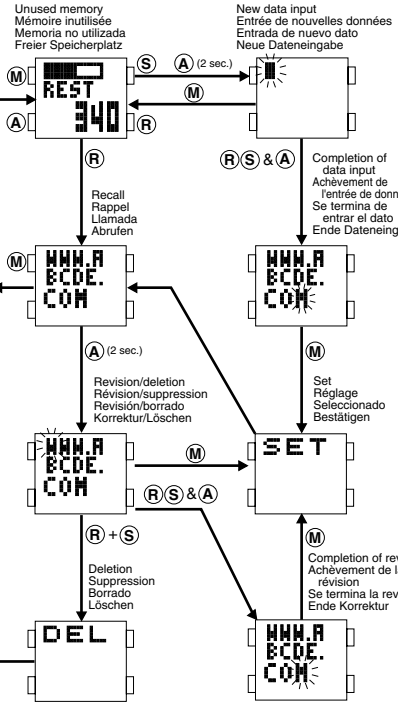 Unused memory
Mémoire inutilisée
Memoria no utilizada
Freier Speicherplatz
New data input
Entrée de nouvelles données
Entrada de nuevo dato
Neue Dateneingabe
M
S
A (2 sec.)
REST
M
A
340
R
R
R S & A
Recall
Rappel
Llamada
Abrufen
Completion of
data input
Achèvement de
l'entrée de donn
Se termina de
entrar el dato
Ende Dateneing
M
WWW.A
BCDE.
COM
WWW.A
BCDE.
COM
A (2 sec.)
M
Revision/deletion
Révision/suppression
Revisión/borrado
Korrektur/Löschen
Set
Réglage
Seleccionado
Bestätigen
WWW.A
BCDE.
COM
M
SET
R S & A
R + S
M
Deletion
Suppression
Borrado
Löschen
Completion of rev
Achèvement de la
révision
Se termina la rev
Ende Korrektur
DEL
WWW.A
BCDE.
COM